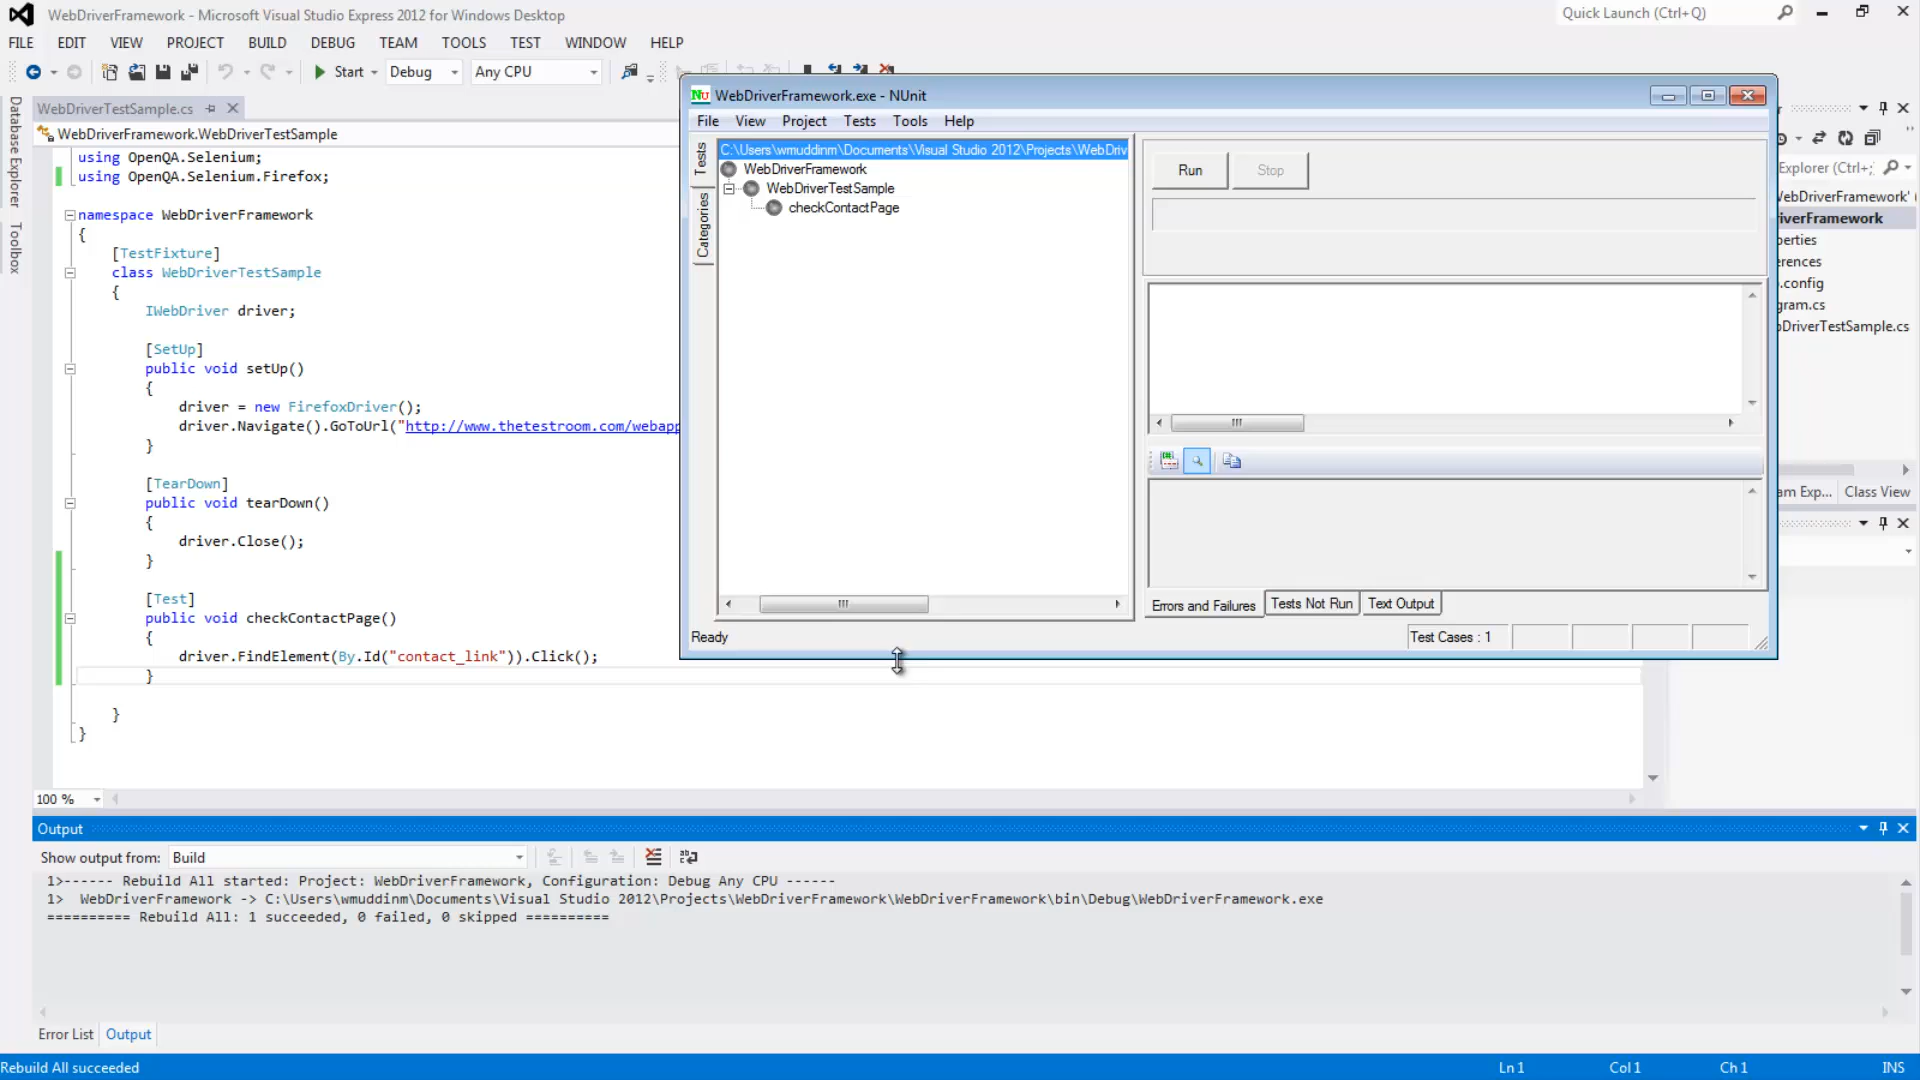 WebDriverFramework - Microsoft Visual Studio Express 2012 for Windows Desktop
Quick Launch (Ctrl+Q)
FILE EDIT VIEW PROJECT BUILD DEBUG TEAM TOOLS TEST WINDOW HELP
Start Debug Any CPU
WebDriverTestSample.cs
WebDriverFramework.WebDriverTestSample
Database Explorer
Toolbox
using OpenQA.Selenium;
using OpenQA.Selenium.Firefox;
namespace WebDriverFramework
{
[TestFixture]
class WebDriverTestSample
{
IWebDriver driver;
[SetUp]
public void setUp()
{
driver = new FirefoxDriver();
driver.Navigate().GoToUrl("http://www.thetestroom.com/webapp
}
[TearDown]
public void tearDown()
{
driver.Close();
}
[Test]
public void checkContactPage()
{
driver.FindElement(By.Id("contact_link")).Click();
}
}
}
100 %
NU WebDriverFramework.exe - NUnit
File View Project Tests Tools Help
Tests
Categories
C:\Users\wmuddinm\Documents\Visual Studio 2012\Projects\WebDriv
WebDriverFramework
WebDriverTestSample
checkContactPage
Run Stop
Errors and Failures Tests Not Run Text Output
Ready
Test Cases : 1
Explorer (Ctrl+;
WebDriverFramework' (
iverFramework
perties
erences
.config
gram.cs
bDriverTestSample.cs
am Exp... Class View
Output
Show output from: Build
1>------ Rebuild All started: Project: WebDriverFramework, Configuration: Debug Any CPU ------
1> WebDriverFramework -> C:\Users\wmuddinm\Documents\Visual Studio 2012\Projects\WebDriverFramework\WebDriverFramework\bin\Debug\WebDriverFramework.exe
========== Rebuild All: 1 succeeded, 0 failed, 0 skipped ==========
Error List Output
Rebuild All succeeded
Ln 1 Col 1 Ch 1 INS